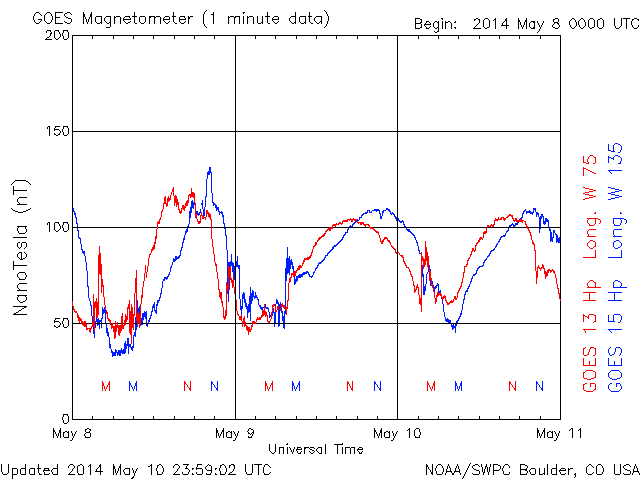 GOES Magnetometer (1 minute data)
Begin: 2014 May 8 0000 UTC
200
150
100
50
0
NanoTesla (nT)
M M N N M M N N M M N N
May 8 May 9 May 10 May 11
Universal Time
GOES 13 Hp Long. W 75
GOES 15 Hp Long. W 135
Updated 2014 May 10 23:59:02 UTC
NOAA/SWPC Boulder, CO USA